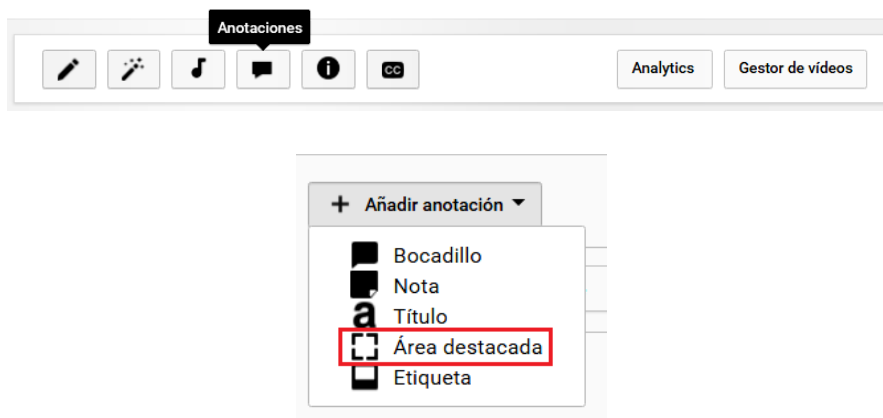 Anotaciones
CC
Analytics
Gestor de vídeos
+ Añadir anotación
Bocadillo
Nota
a Título
Área destacada
Etiqueta